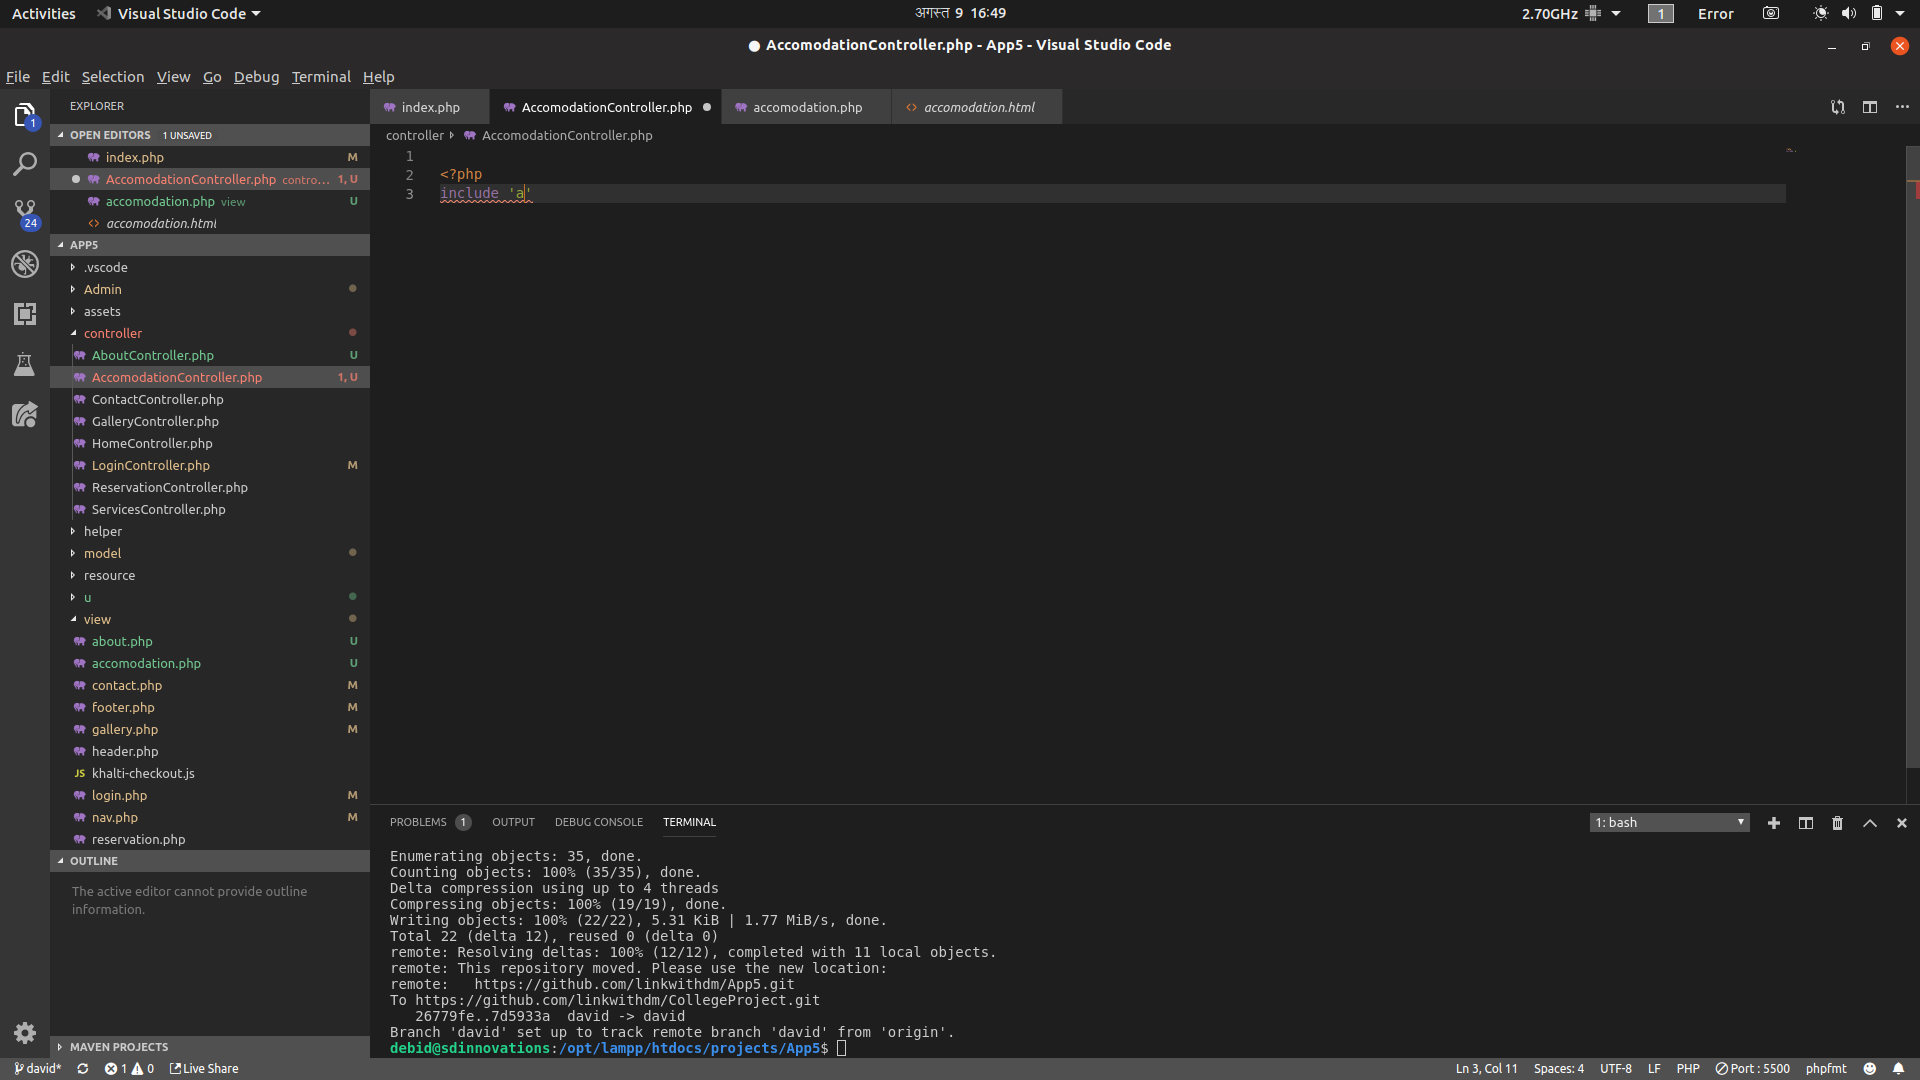 Activities Visual Studio Code अगस्त 9 16:49 2.70GHz 1 Error
● AccomodationController.php - App5 - Visual Studio Code
File Edit Selection View Go Debug Terminal Help
EXPLORER
1
OPEN EDITORS 1 UNSAVED
index.php M
AccomodationController.php contro... 1, U
accomodation.php view U
accomodation.html
24
APP5
.vscode
Admin
assets
controller
AboutController.php U
AccomodationController.php 1, U
ContactController.php
GalleryController.php
HomeController.php
LoginController.php M
ReservationController.php
ServicesController.php
helper
model
resource
u
view
about.php U
accomodation.php U
contact.php M
footer.php M
gallery.php M
header.php
JS khalti-checkout.js
login.php M
nav.php M
reservation.php
OUTLINE
The active editor cannot provide outline
information.
MAVEN PROJECTS
index.php AccomodationController.php accomodation.php accomodation.html
controller AccomodationController.php
1
2 <?php
3 include 'a'
PROBLEMS 1 OUTPUT DEBUG CONSOLE TERMINAL 1: bash
Enumerating objects: 35, done.
Counting objects: 100% (35/35), done.
Delta compression using up to 4 threads
Compressing objects: 100% (19/19), done.
Writing objects: 100% (22/22), 5.31 KiB | 1.77 MiB/s, done.
Total 22 (delta 12), reused 0 (delta 0)
remote: Resolving deltas: 100% (12/12), completed with 11 local objects.
remote: This repository moved. Please use the new location:
remote:   https://github.com/linkwithdm/App5.git
To https://github.com/linkwithdm/CollegeProject.git
   26779fe..7d5933a  david -> david
Branch 'david' set up to track remote branch 'david' from 'origin'.
debid@sdinnovations:/opt/lampp/htdocs/projects/App5$
david* 1 0 Live Share Ln 3, Col 11 Spaces: 4 UTF-8 LF PHP Port : 5500 phpfmt